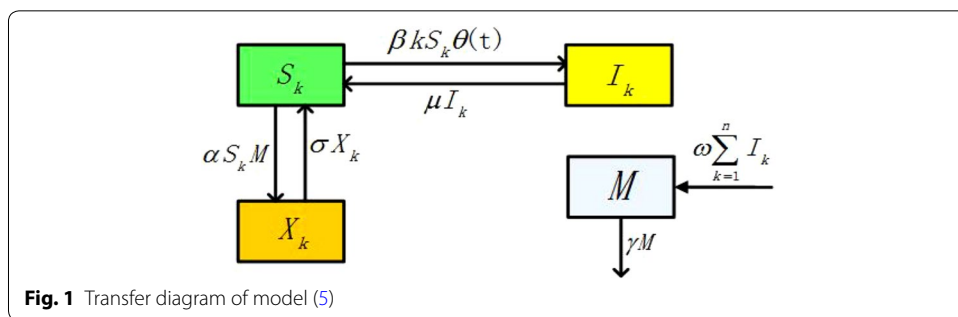 βkS_kθ(t)
S_k
I_k
μI_k
αS_kM
σX_k
ω∑_{k=1}^{n} I_k
M
X_k
γM
Fig. 1 Transfer diagram of model (5)